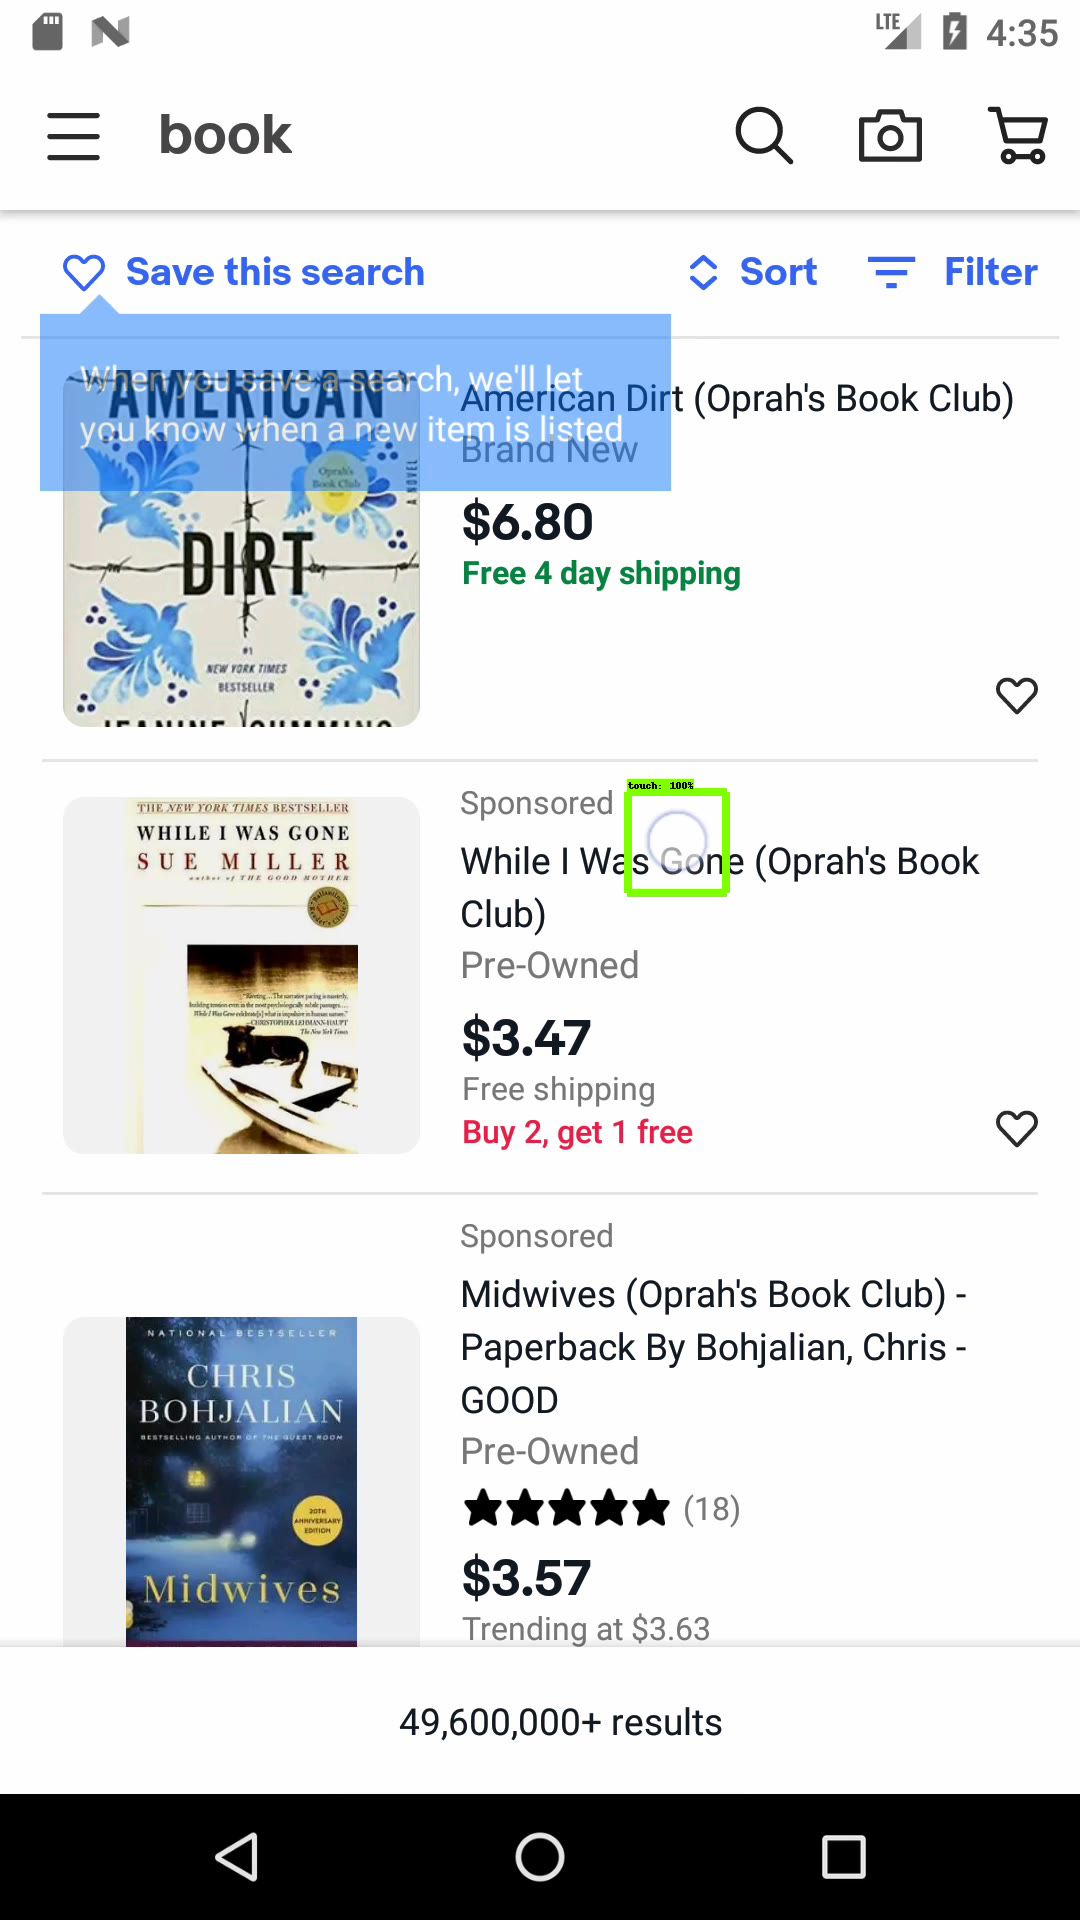 LTE 4:35
book
Save this search Sort Filter
When you save a search, we'll let
you know when a new item is listed
AMERICAN
Oprah's
Book Club
A NOVEL
DIRT
#1
NEW YORK TIMES
BESTSELLER
American Dirt (Oprah's Book Club)
Brand New
$6.80
Free 4 day shipping
touch: 100%
THE NEW YORK TIMES BESTSELLER
WHILE I WAS GONE
SUE MILLER
author of THE GOOD MOTHER
Sponsored
While I Was Gone (Oprah's Book
Club)
Pre-Owned
$3.47
Free shipping
Buy 2, get 1 free
NATIONAL BESTSELLER
CHRIS
BOHJALIAN
BESTSELLING AUTHOR OF THE GUEST ROOM
20TH
ANNIVERSARY
EDITION
Midwives
Sponsored
Midwives (Oprah's Book Club) -
Paperback By Bohjalian, Chris -
GOOD
Pre-Owned
(18)
$3.57
Trending at $3.63
49,600,000+ results